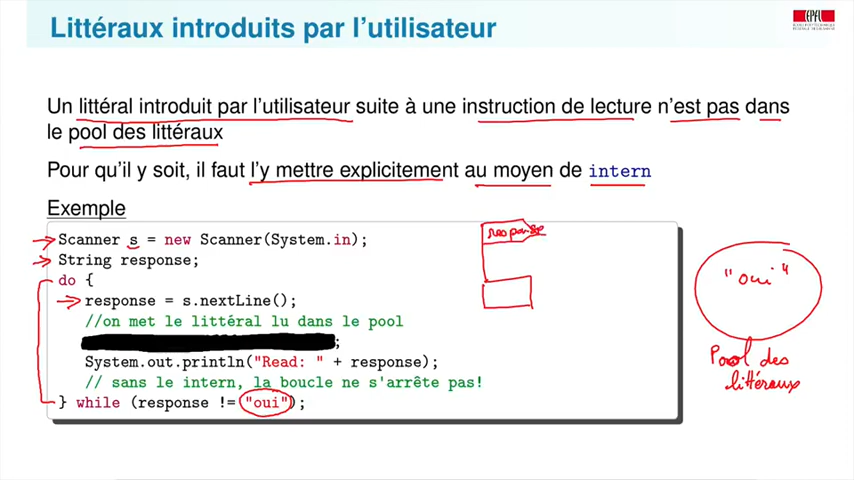 Littéraux introduits par l'utilisateur
EPFL
Un littéral introduit par l'utilisateur suite à une instruction de lecture n'est pas dans
le pool des littéraux
Pour qu'il y soit, il faut l'y mettre explicitement au moyen de intern
Exemple
Scanner s = new Scanner(System.in);
String response;
do {
response = s.nextLine();
//on met le littéral lu dans le pool
;
System.out.println("Read: " + response);
// sans le intern, la boucle ne s'arrête pas!
} while (response != "oui");
response
"oui"
Pool des
littéraux